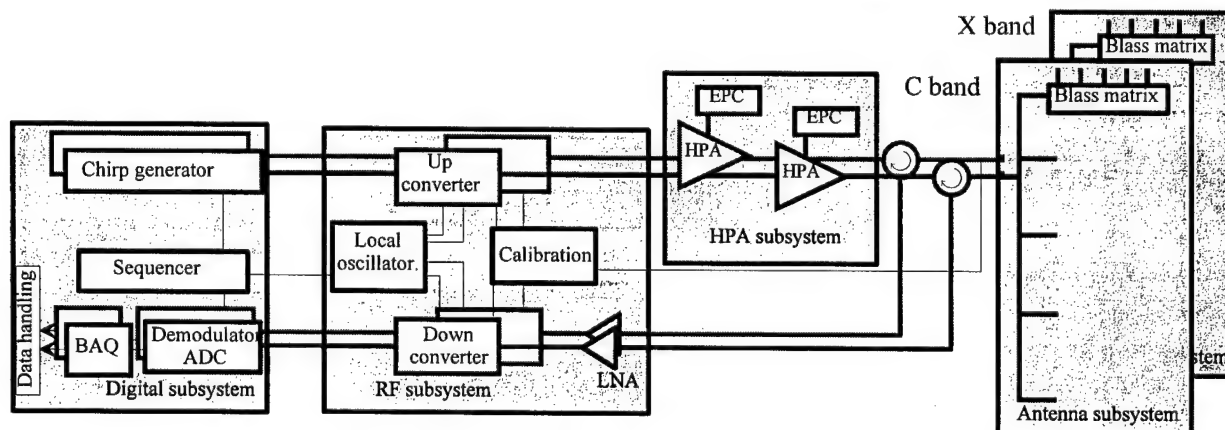 X band
Blass matrix
C band
Blass matrix
EPC
EPC
HPA
HPA
HPA subsystem
Chirp generator
Up
converter
Local
oscillator.
Calibration
Sequencer
Data handling
BAQ
Demodulator
ADC
Digital subsystem
Down
converter
RF subsystem
LNA
stem
Antenna subsystem